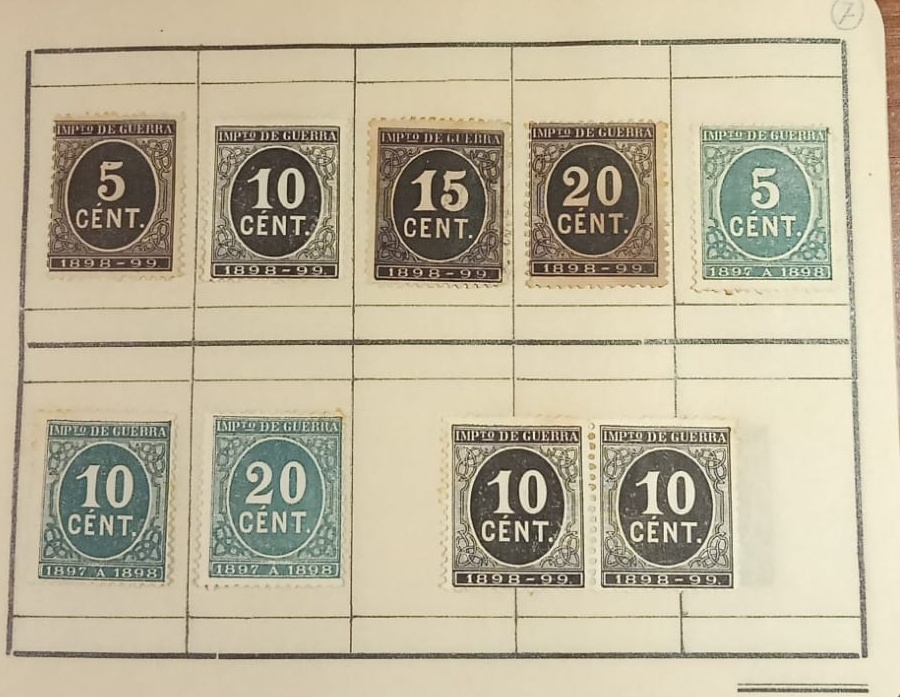 7
IMPTO DE GUERRA
5
CÉNT.
1898-99.
IMPTO DE GUERRA
10
CÉNT.
1898-99.
IMPTO DE GUERRA
15
CENT.
1898-99.
IMPTO DE GUERRA
20
CENT.
1898-99.
IMPTO DE GUERRA
5
CÉNT.
1897 A 1898
IMPTO DE GUERRA
10
CÉNT.
1897 A 1898
IMPTO DE GUERRA
20
CÉNT.
1897 A 1898
IMPTO DE GUERRA
10
CÉNT.
1898-99.
IMPTO DE GUERRA
10
CÉNT.
1898-99.